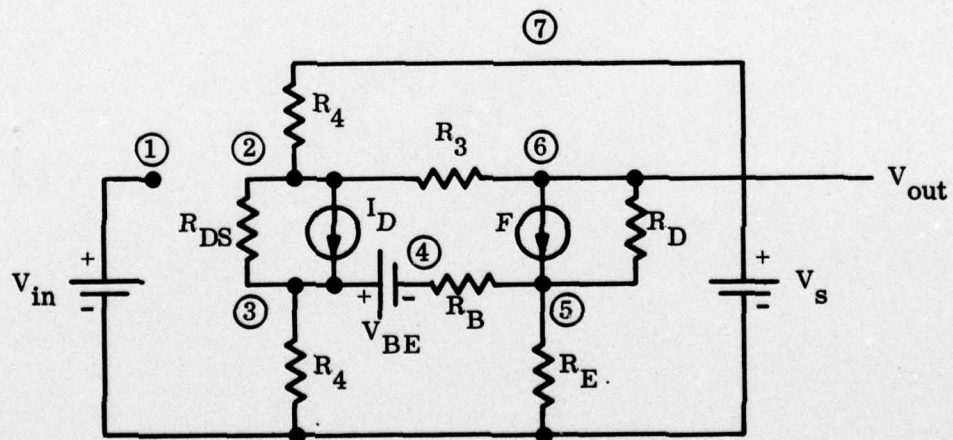 ⑦
R4
① ② R3 ⑥
Vout
RDS ID F RD
④
Vin + - + - Vs
③ + - RB ⑤
VBE
R4 RE